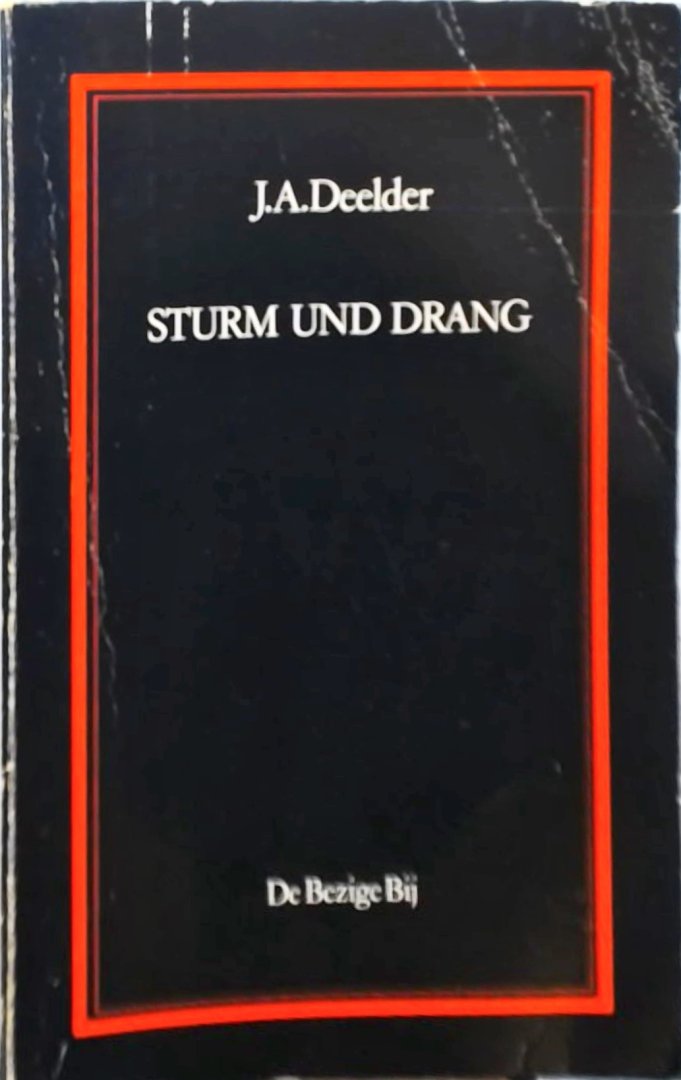 J.A.Deelder
STURM UND DRANG
De Bezige Bij